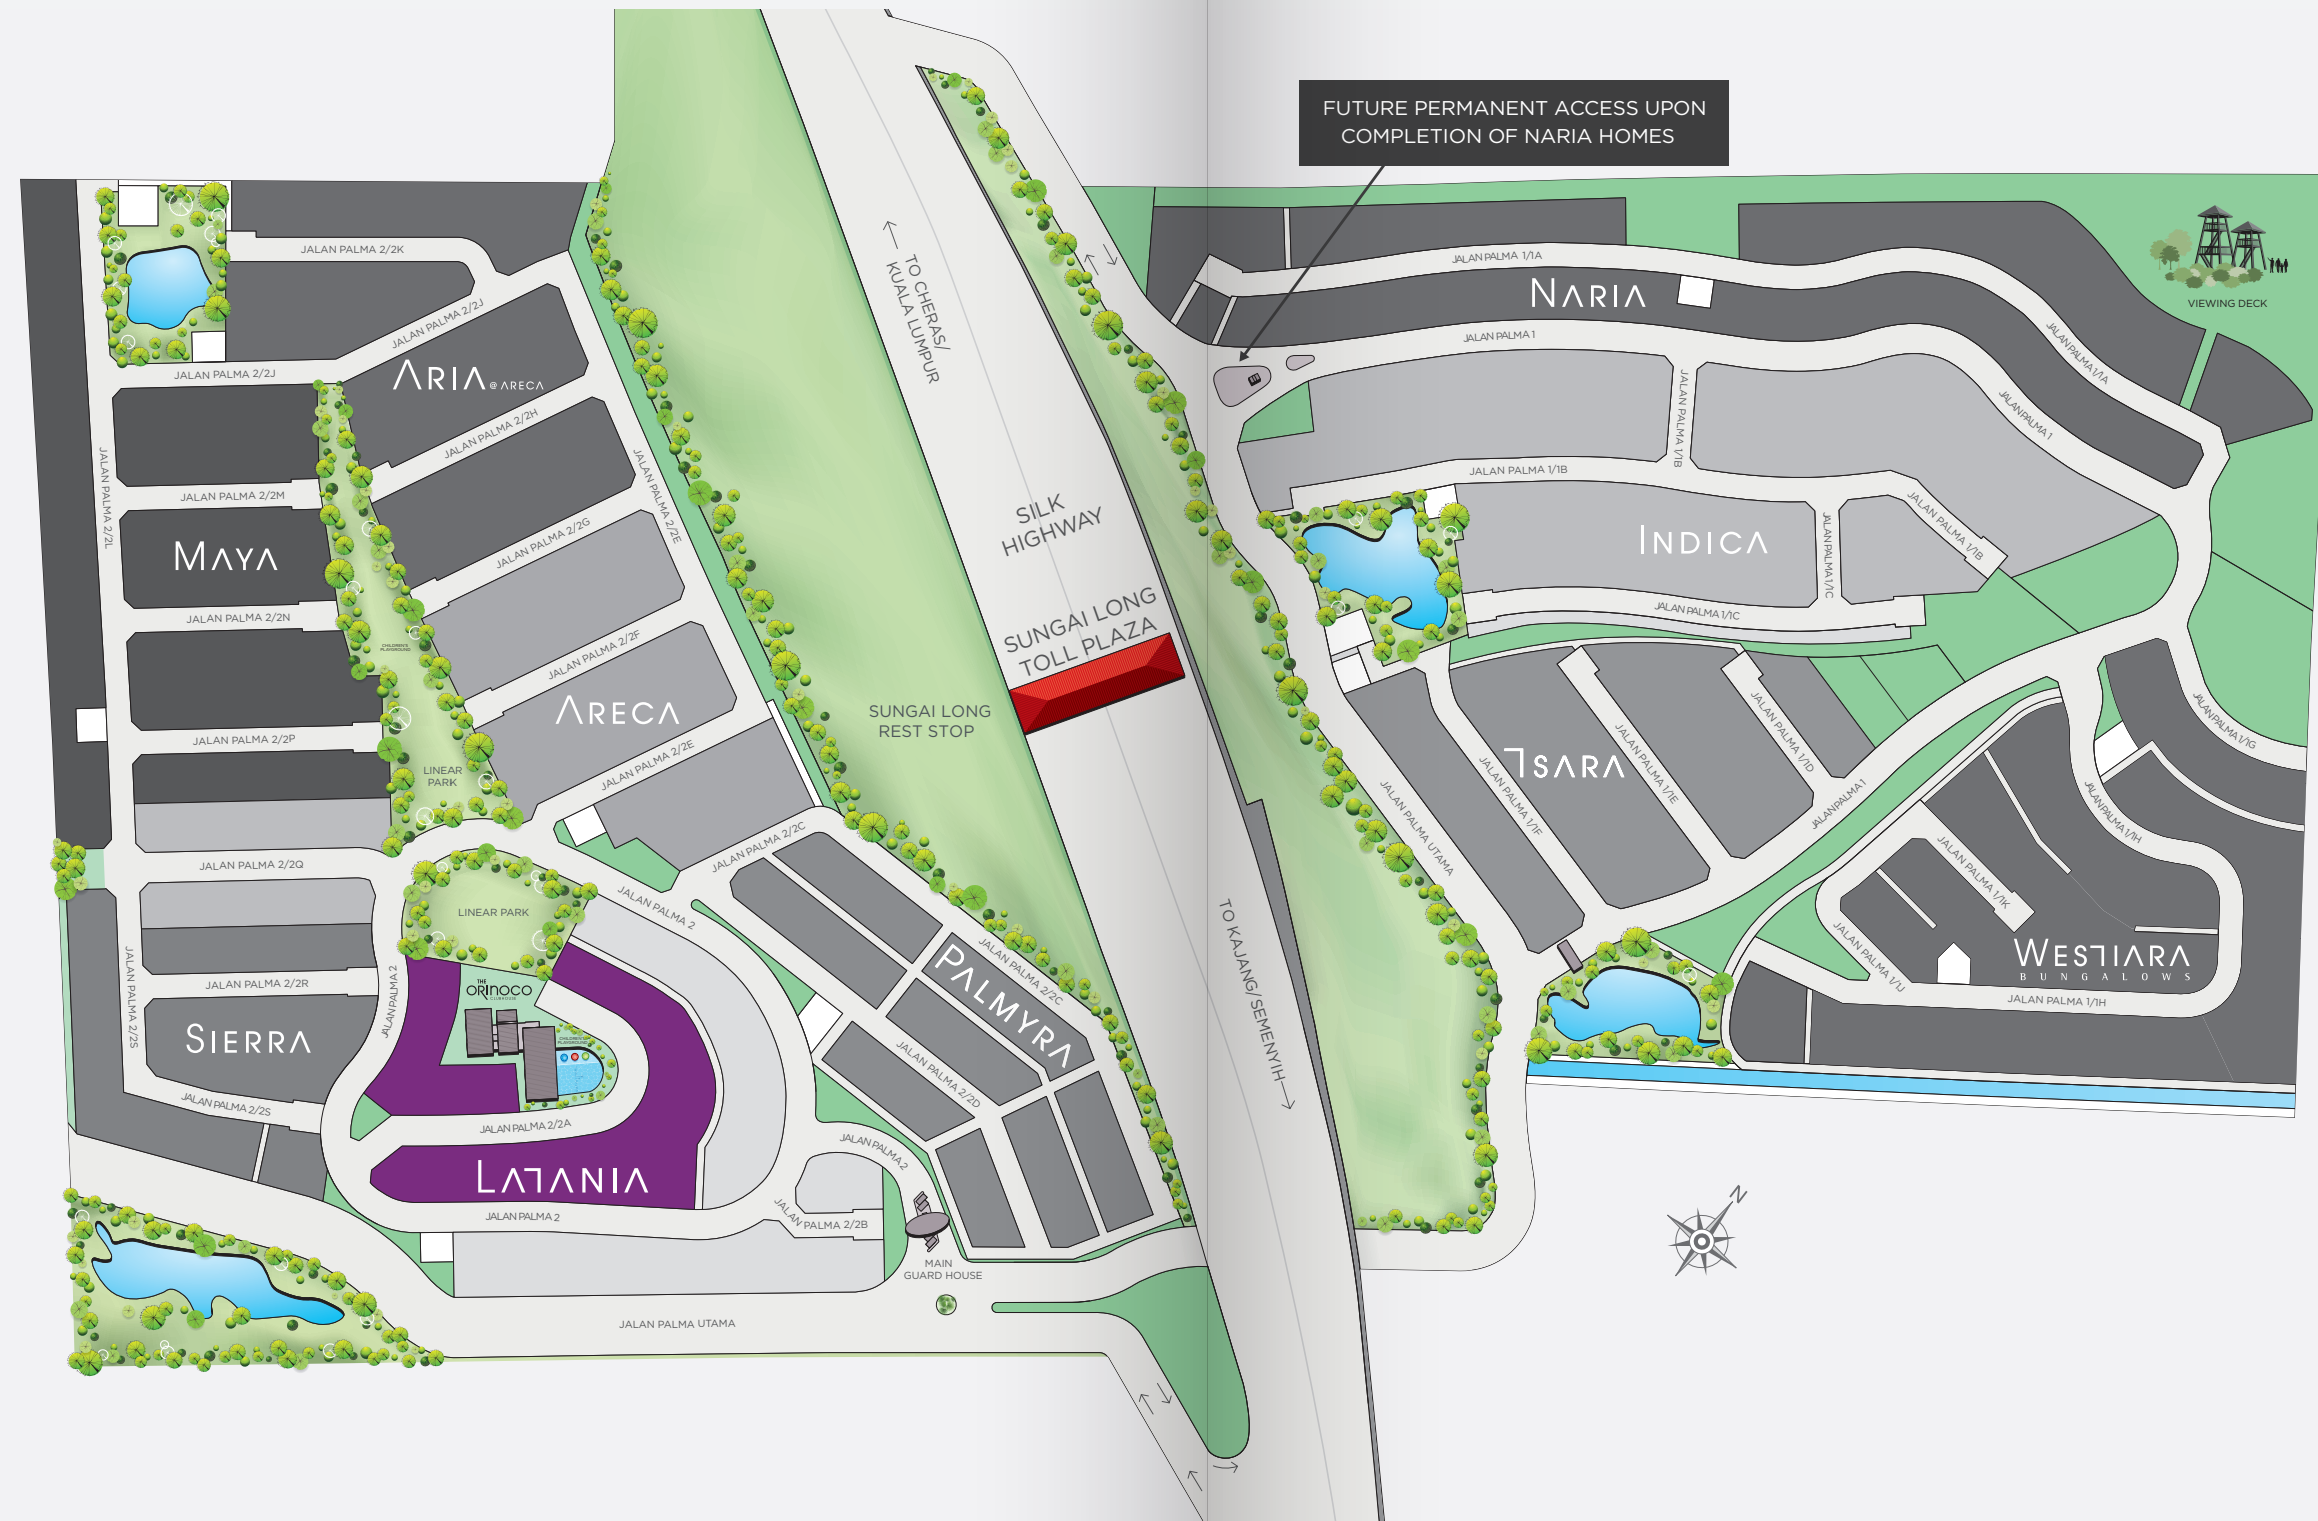 FUTURE PERMANENT ACCESS UPON
COMPLETION OF NARIA HOMES
JALAN PALMA 2/2K
JALAN PALMA 2/2J
JALAN PALMA 2/2J
ARIA @ ARECA
JALAN PALMA 2/2H
JALAN PALMA 2/2L
JALAN PALMA 2/2M
JALAN PALMA 2/2E
JALAN PALMA 2/2G
MAYA
JALAN PALMA 2/2N
CHILDREN'S
PLAYGROUND
JALAN PALMA 2/2F
ARECA
JALAN PALMA 2/2P
JALAN PALMA 2/2E
LINEAR
PARK
JALAN PALMA 2/2Q
JALAN PALMA 2/2C
JALAN PALMA 2
LINEAR PARK
JALAN PALMA 2/2S
JALAN PALMA 2
JALAN PALMA 2/2R
THE
ORINOCO
CLUBHOUSE
CHILDREN'S
PLAYGROUND
SIERRA
JALAN PALMA 2/2S
JALAN PALMA 2/2A
LATANIA
JALAN PALMA 2
JALAN PALMA 2/2B
JALAN PALMA 2
PALMYRA
JALAN PALMA 2/2C
JALAN PALMA 2/2D
MAIN
GUARD HOUSE
JALAN PALMA UTAMA
TO CHERAS/
KUALA LUMPUR
SILK
HIGHWAY
SUNGAI LONG
TOLL PLAZA
SUNGAI LONG
REST STOP
TO KAJANG/ SEMENYIH
JALAN PALMA 1/1A
NARIA
VIEWING DECK
JALAN PALMA 1
JALAN PALMA 1/1A
JALAN PALMA 1
JALAN PALMA 1/1B
JALAN PALMA 1/1B
JALAN PALMA 1/1B
INDICA
JALAN PALMA 1/1C
JALAN PALMA 1/1C
ISARA
JALAN PALMA UTAMA
JALAN PALMA 1/1F
JALAN PALMA 1/1E
JALAN PALMA 1/1D
JALAN PALMA 1
JALAN PALMA 1/1G
JALAN PALMA 1/1H
JALAN PALMA 1/1K
JALAN PALMA 1/1J
WESTIARA
BUNGALOWS
JALAN PALMA 1/1H
N